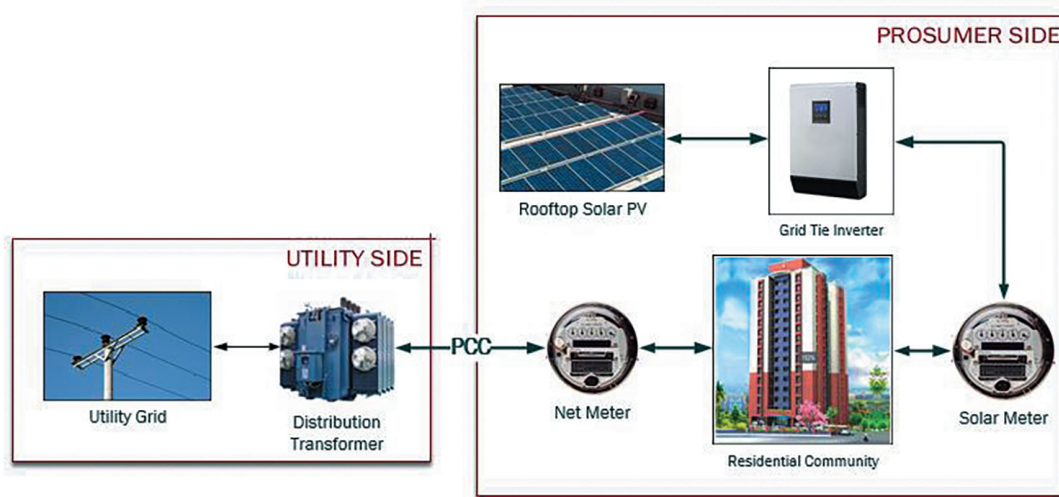 PROSUMER SIDE
Rooftop Solar PV
Grid Tie Inverter
UTILITY SIDE
PCC
Utility Grid
Distribution
Transformer
Net Meter
Residential Community
Solar Meter